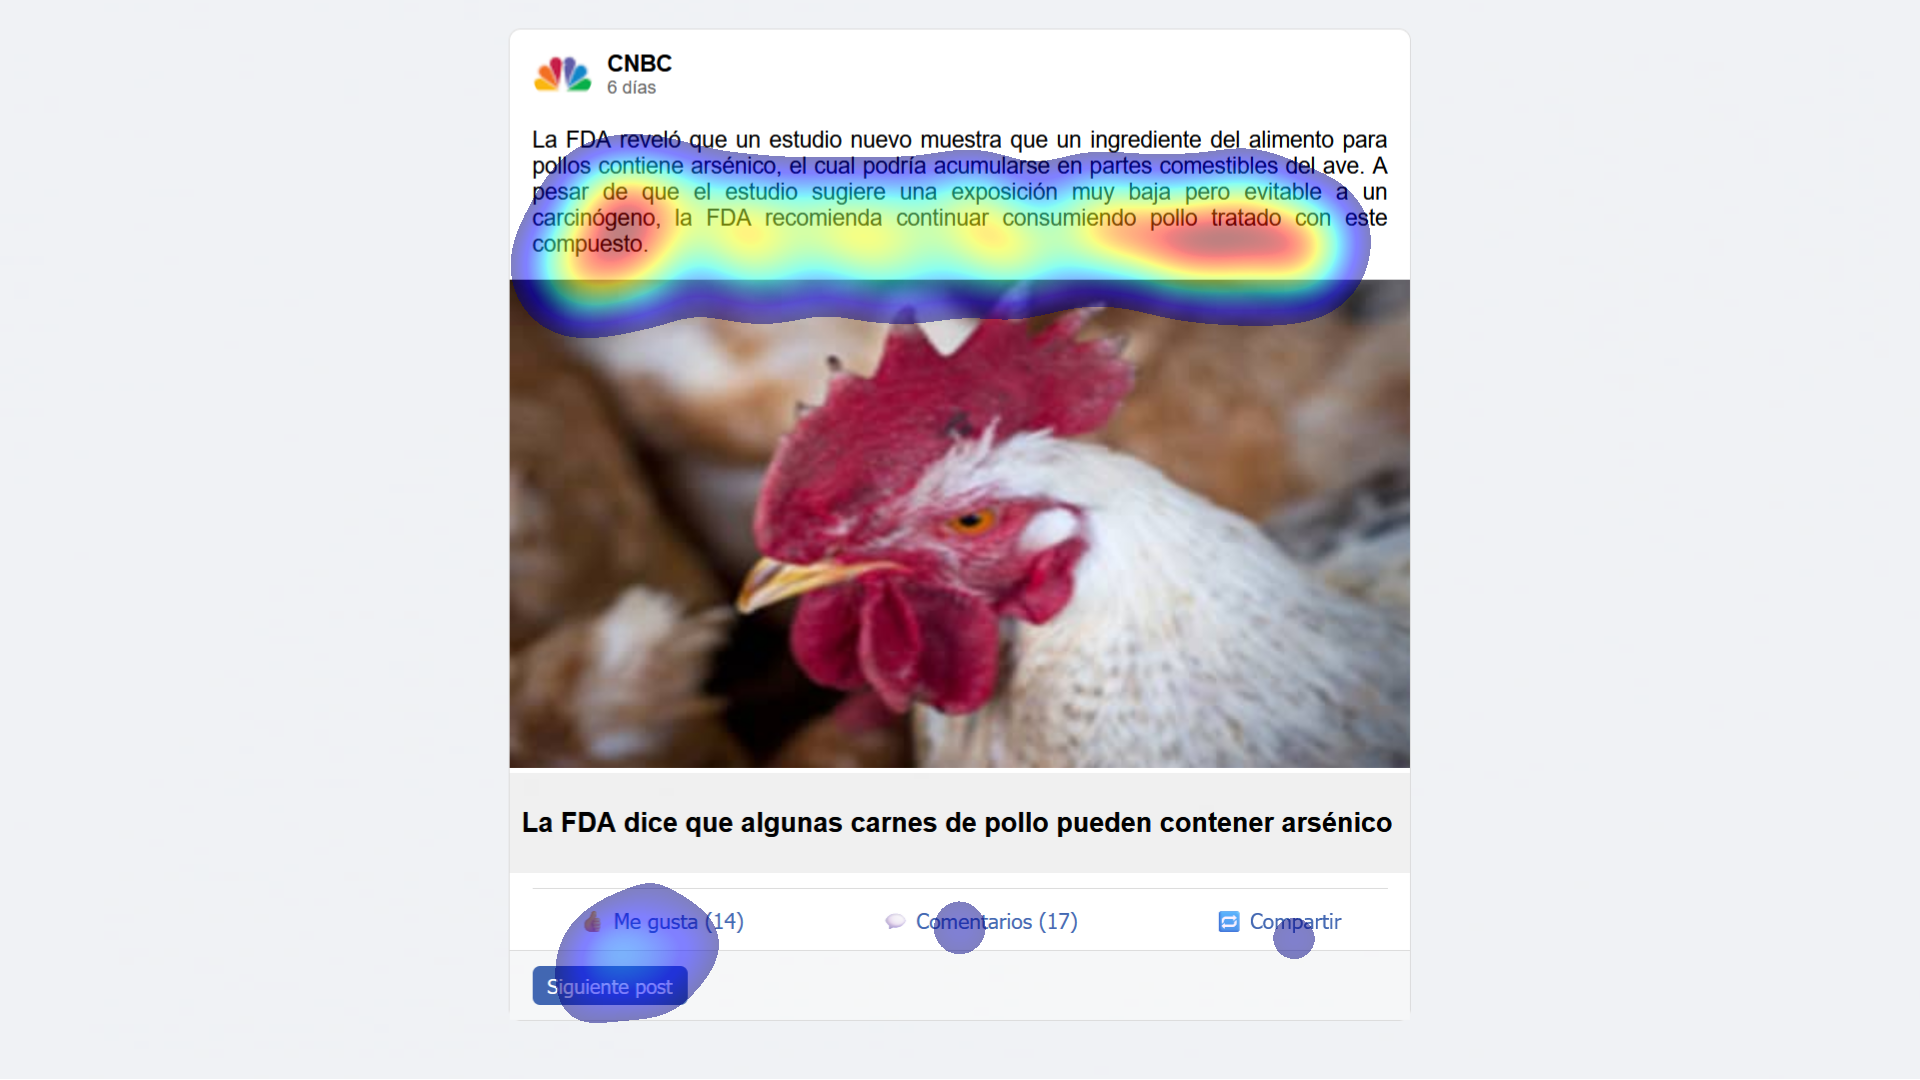 CNBC
6 días
La FDA reveló que un estudio nuevo muestra que un ingrediente del alimento para
pollos contiene arsénico, el cual podría acumularse en partes comestibles del ave. A
pesar de que el estudio sugiere una exposición muy baja pero evitable a un
carcinógeno, la FDA recomienda continuar consumiendo pollo tratado con este
compuesto.
La FDA dice que algunas carnes de pollo pueden contener arsénico
Me gusta (14) Comentarios (17) Compartir
Siguiente post